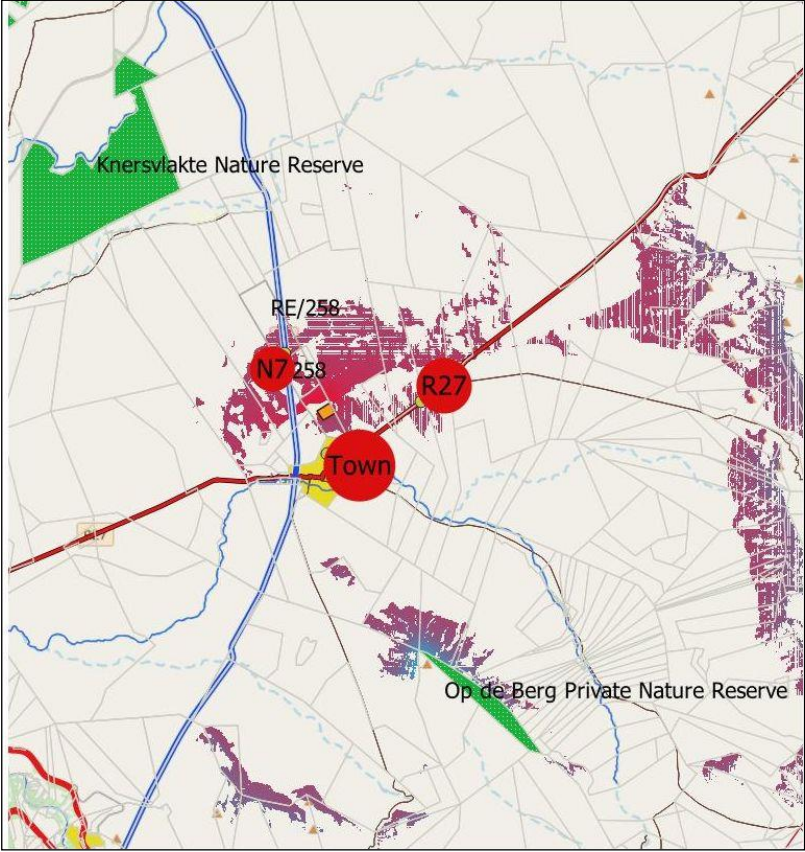 Knersvlakte Nature Reserve
RE/258
N7
258
R27
Town
Op de Berg Private Nature Reserve